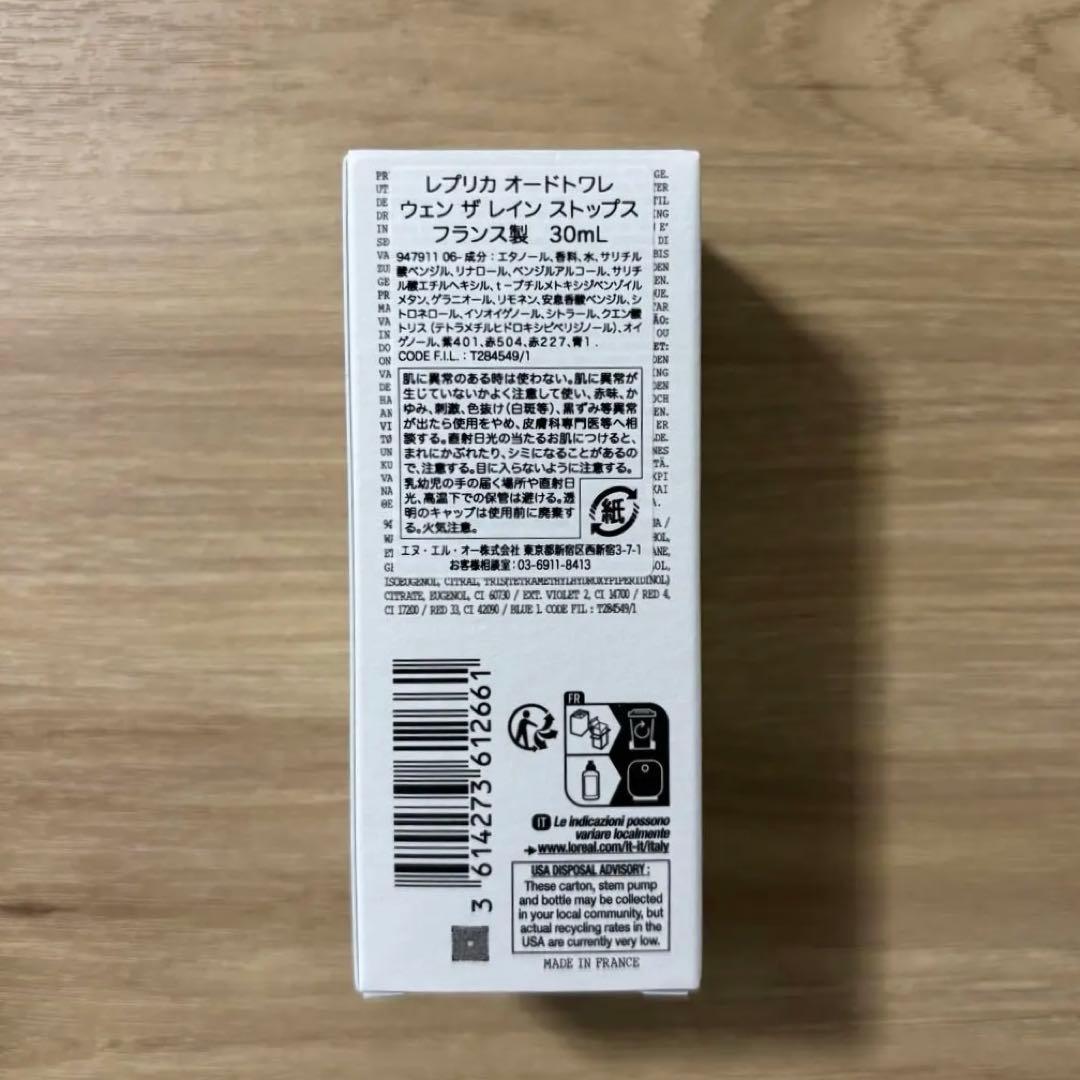 レプリカ オードトワレ
ウェン ザ レイン ストップス
フランス製 30mL
947911 06- 成分：エタノール、香料、水、サリチル
酸ベンジル、リナロール、ベンジルアルコール、サリチ
ル酸エチルヘキシル、t－ブチルメトキシジベンゾイル
メタン、ゲラニオール、リモネン、安息香酸ベンジル、シ
トロネロール、イソオイゲノール、シトラール、クエン酸
トリス（テトラメチルヒドロキシピペリジノール）、オイ
ゲノール、紫401、赤504、赤227、青1．
CODE F.I.L. : T284549/1
肌に異常のある時は使わない。肌に異常が
生じていないかよく注意して使い、赤味、か
ゆみ、刺激、色抜け（白斑等）、黒ずみ等異常
が出たら使用をやめ、皮膚科専門医等へ相
談する。直射日光の当たるお肌につけると、
まれにかぶれたり、シミになることがあるの
で、注意する。目に入らないように注意する。
乳幼児の手の届く場所や直射日
光、高温下での保管は避ける。透
明のキャップは使用前に廃棄す
る。火気注意。
紙
エヌ・エル・オー株式会社 東京都新宿区西新宿3-7-1
お客様相談室：03-6911-8413
ISOEUGENOL, CITRAL, TRIS(TETRAMETHYLHYDROXYPIPERIDINOL)
CITRATE, EUGENOL, CI 60730 / EXT. VIOLET 2, CI 14700 / RED 4,
CI 17200 / RED 33, CI 42090 / BLUE 1. CODE FIL : T284549/1
3 614273 612661
FR
IT Le indicazioni possono
variare localmente
www.loreal.com/it-it/italy
USA DISPOSAL ADVISORY :
These carton, stem pump
and bottle may be collected
in your local community, but
actual recycling rates in the
USA are currently very low.
MADE IN FRANCE